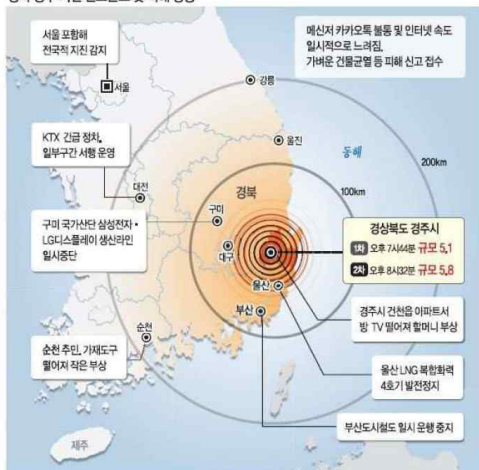 서울 포함해
전국적 지진 감지
메신저 카카오톡 불통 및 인터넷 속도
일시적으로 느려짐.
가벼운 건물균열 등 피해 신고 접수
서울
강릉
울진
동해
200km
KTX 긴급 정차,
일부구간 서행 운영
대전
경북
100km
구미
구미 국가산단 삼성전자·
LG디스플레이 생산라인
일시중단
대구
경상북도 경주시
1차 오후 7시44분 규모 5.1
2차 오후 8시32분 규모 5.8
울산
부산
경주시 건천읍 아파트서
방 TV 떨어져 할머니 부상
순천
순천 주민, 가재도구
떨어져 작은 부상
울산 LNG 복합화력
4호기 발전정지
부산도시철도 일시 운행 중지
제주